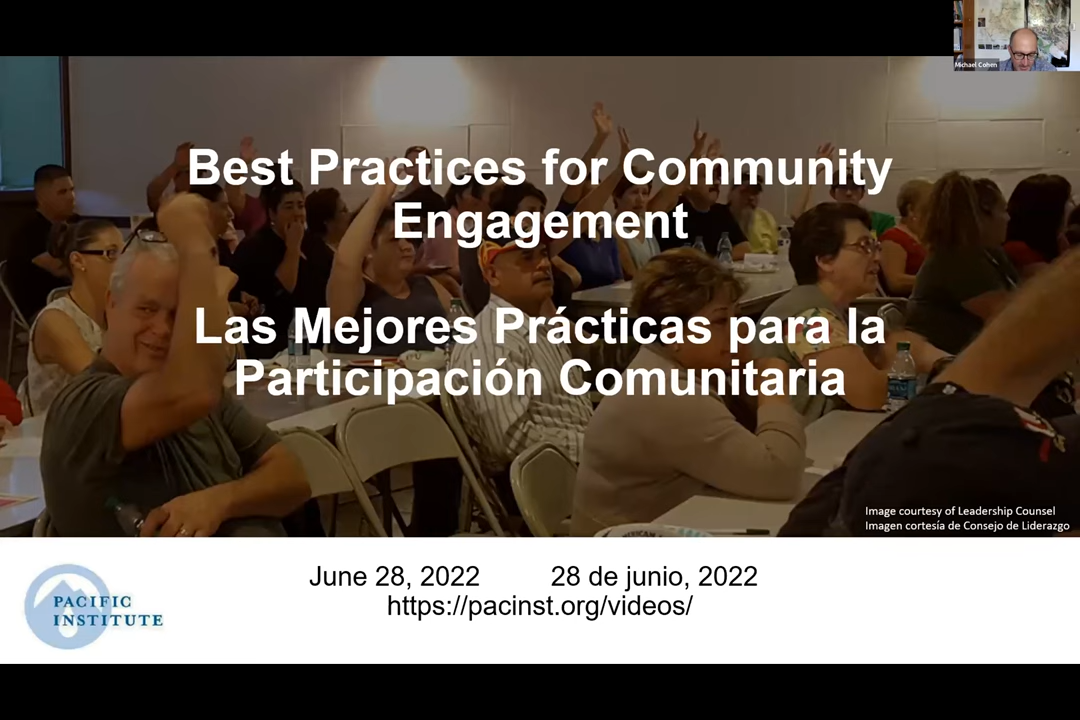 Michael Cohen
Best Practices for Community
Engagement
Las Mejores Prácticas para la
Participación Comunitaria
Image courtesy of Leadership Counsel
Imagen cortesía de Consejo de Liderazgo
June 28, 2022 28 de junio, 2022
https://pacinst.org/videos/
PACIFIC
INSTITUTE